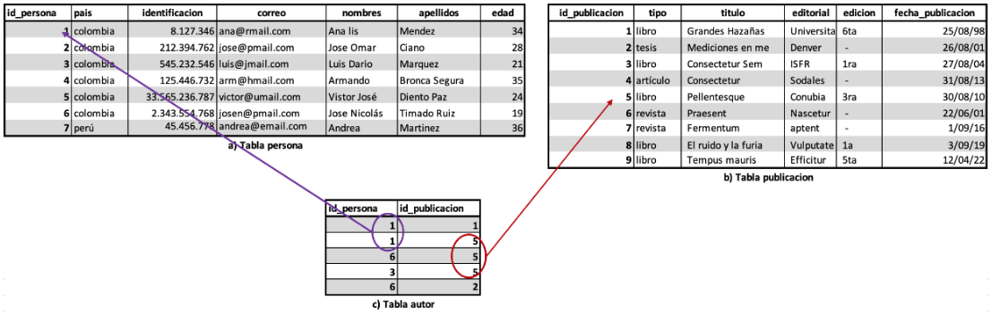 id_persona pais identificacion correo nombres apellidos edad
1 colombia 8.127.346 ana@rmail.com Ana lis Mendez 34
2 colombia 212.394.762 jose@pmail.com Jose Omar Ciano 28
3 colombia 545.232.546 luis@jmail.com Luis Dario Marquez 21
4 colombia 125.446.732 arm@hmail.com Armando Bronca Segura 35
5 colombia 33.565.236.787 victor@umail.com Vistor José Diento Paz 24
6 colombia 2.343.554.768 josen@pmail.com Jose Nicolás Timado Ruiz 19
7 perú 45.456.778 andrea@email.com Andrea Martinez 36
a) Tabla persona
id_publicacion tipo titulo editorial edicion fecha_publicacion
1 libro Grandes Hazañas Universita 6ta 25/08/98
2 tesis Mediciones en me Denver - 26/08/01
3 libro Consectetur Sem ISFR 1ra 27/08/04
4 artículo Consectetur Sodales - 31/08/13
5 libro Pellentesque Conubia 3ra 30/08/10
6 revista Praesent Nascetur - 22/06/01
7 revista Fermentum aptent - 1/09/16
8 libro El ruido y la furia Vulputate 1a 3/09/19
9 libro Tempus mauris Efficitur 5ta 12/04/22
b) Tabla publicacion
id_persona id_publicacion
1 1
1 5
6 5
3 5
6 2
c) Tabla autor